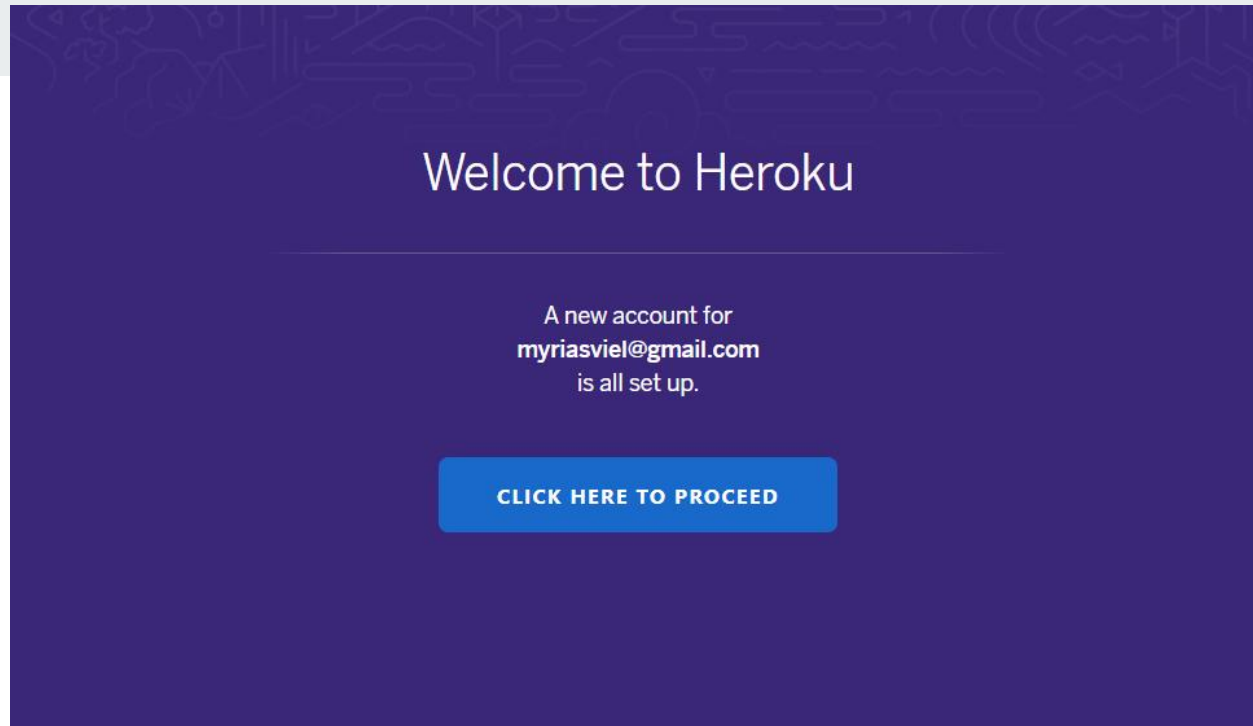 Welcome to Heroku
A new account for
myriasviel@gmail.com
is all set up.
CLICK HERE TO PROCEED